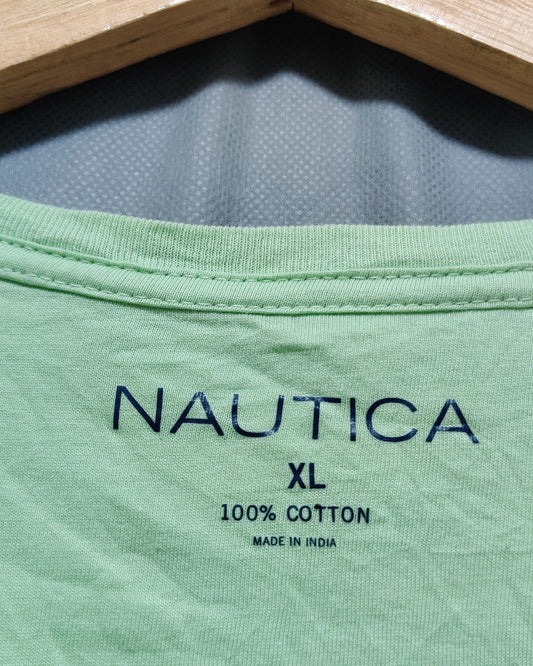 NAUTICA
XL
100% COTTON
MADE IN INDIA